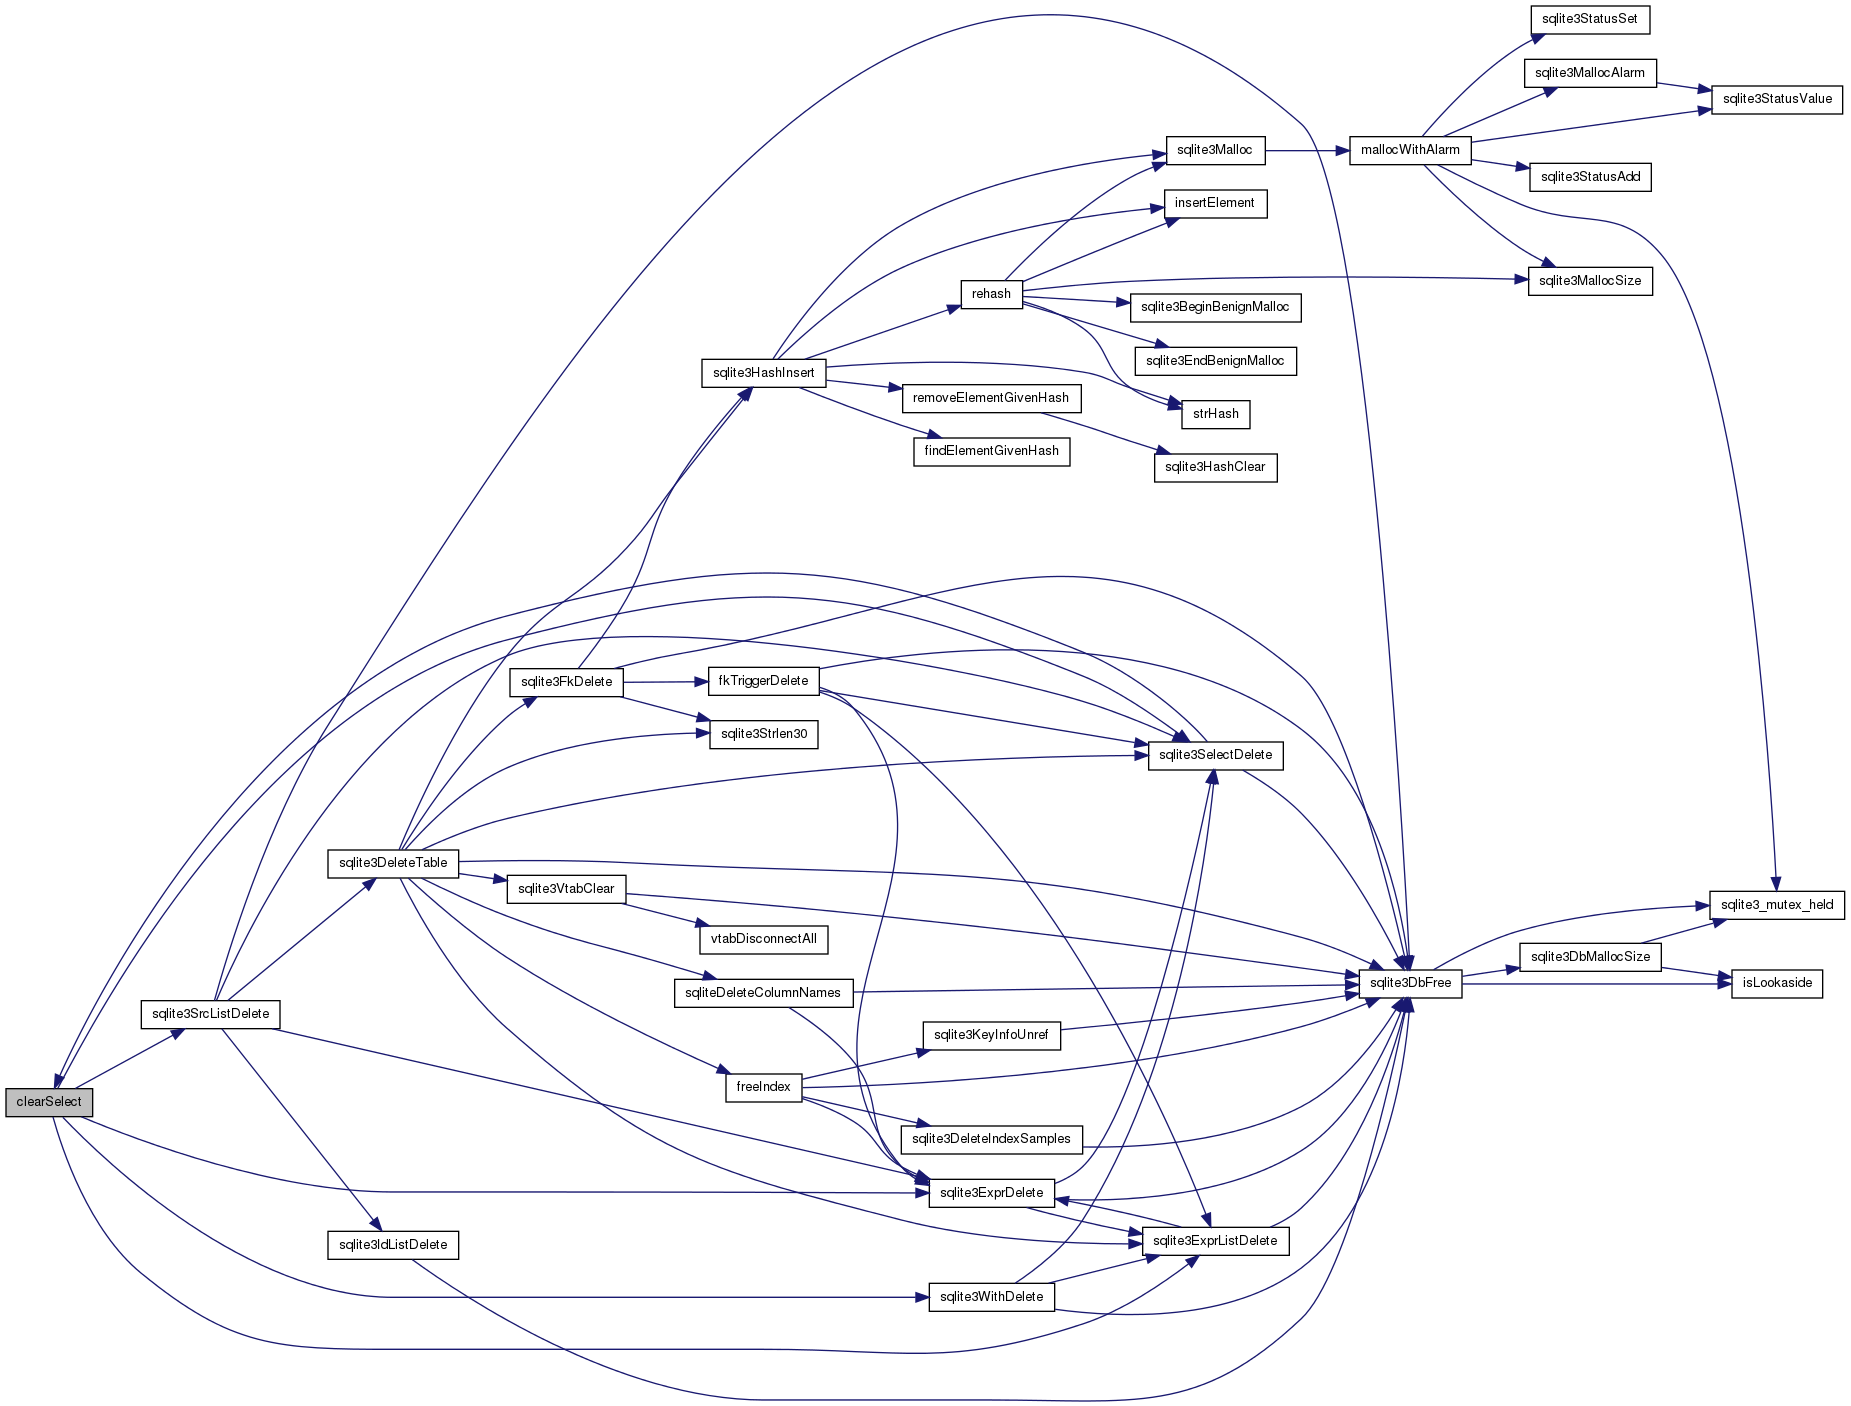 sqlite3StatusSet
sqlite3MallocAlarm
sqlite3StatusValue
sqlite3Malloc
mallocWithAlarm
sqlite3StatusAdd
insertElement
sqlite3MallocSize
rehash
sqlite3BeginBenignMalloc
sqlite3EndBenignMalloc
sqlite3HashInsert
removeElementGivenHash
strHash
findElementGivenHash
sqlite3HashClear
sqlite3FkDelete
fkTriggerDelete
sqlite3Strlen30
sqlite3SelectDelete
sqlite3DeleteTable
sqlite3VtabClear
sqlite3_mutex_held
vtabDisconnectAll
sqlite3DbMallocSize
sqliteDeleteColumnNames
sqlite3DbFree
isLookaside
sqlite3SrcListDelete
sqlite3KeyInfoUnref
freeIndex
clearSelect
sqlite3DeleteIndexSamples
sqlite3ExprDelete
sqlite3IdListDelete
sqlite3ExprListDelete
sqlite3WithDelete